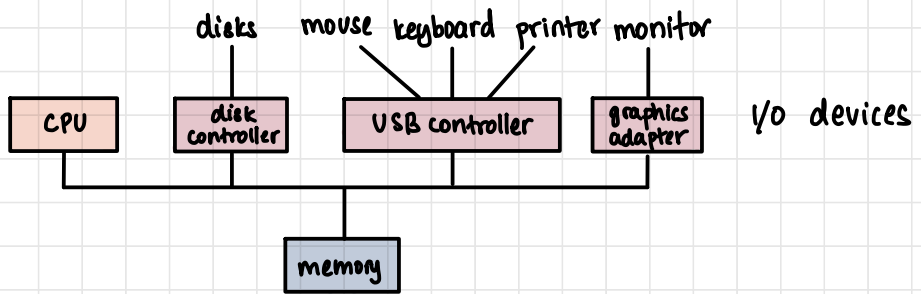 disks
mouse
keyboard
printer
monitor
CPU
disk
controller
USB controller
graphics
adapter
I/O devices
memory